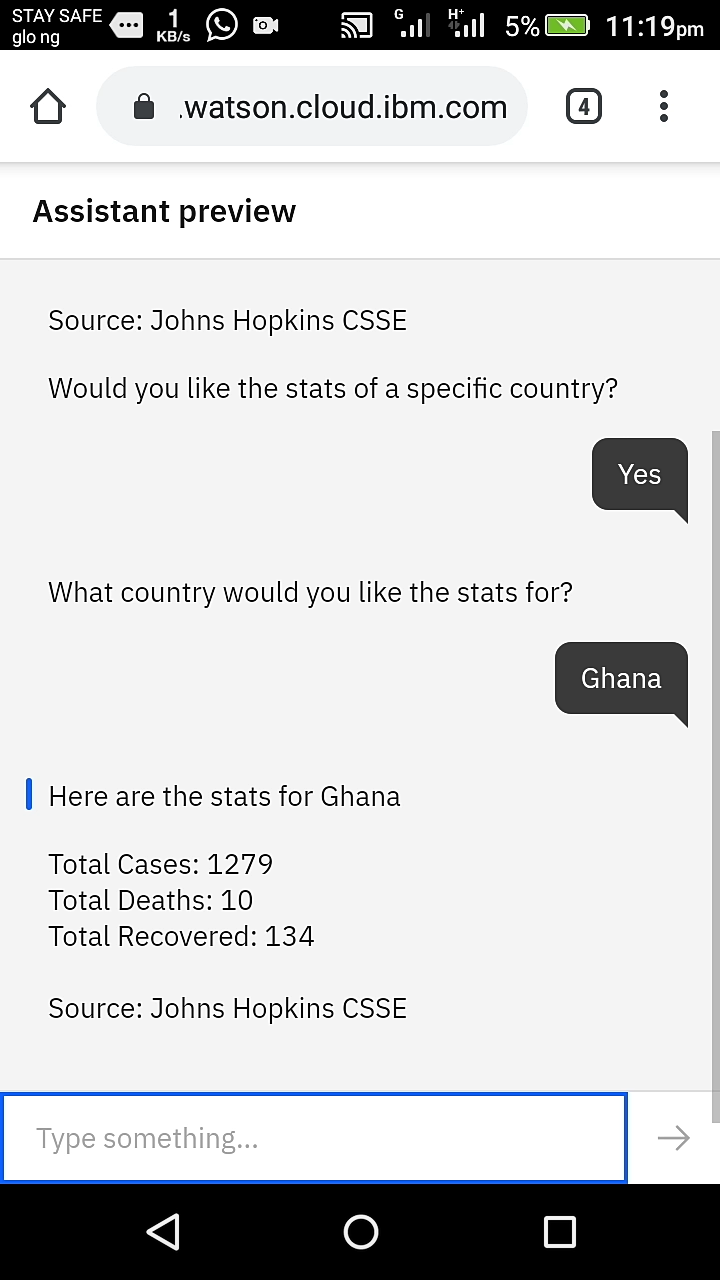 STAY SAFE
glo ng
1
KB/s
G
H+
5%
11:19pm
.watson.cloud.ibm.com
4
Assistant preview
Source: Johns Hopkins CSSE
Would you like the stats of a specific country?
Yes
What country would you like the stats for?
Ghana
Here are the stats for Ghana
Total Cases: 1279
Total Deaths: 10
Total Recovered: 134
Source: Johns Hopkins CSSE
Type something...